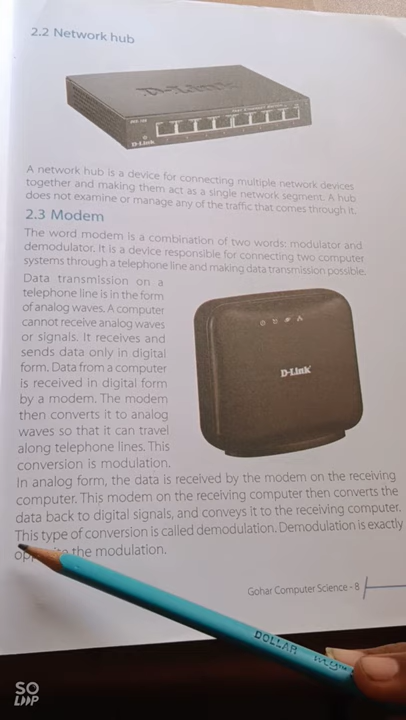 2.2 Network hub
D-Link
D-Link
A network hub is a device for connecting multiple network devices
together and making them act as a single network segment. A hub
does not examine or manage any of the traffic that comes through it.
2.3 Modem
The word modem is a combination of two words: modulator and
demodulator. It is a device responsible for connecting two computer
systems through a telephone line and making data transmission possible.
Data transmission on a
telephone line is in the form
of analog waves. A computer
cannot receive analog waves
or signals. It receives and
sends data only in digital
form. Data from a computer
is received in digital form
by a modem. The modem
then converts it to analog
waves so that it can travel
along telephone lines. This
conversion is modulation.
D-Link
In analog form, the data is received by the modem on the receiving
computer. This modem on the receiving computer then converts the
data back to digital signals, and conveys it to the receiving computer.
This type of conversion is called demodulation. Demodulation is exactly
the modulation.
Gohar Computer Science - 8
DOLLAR
SO
LOOP